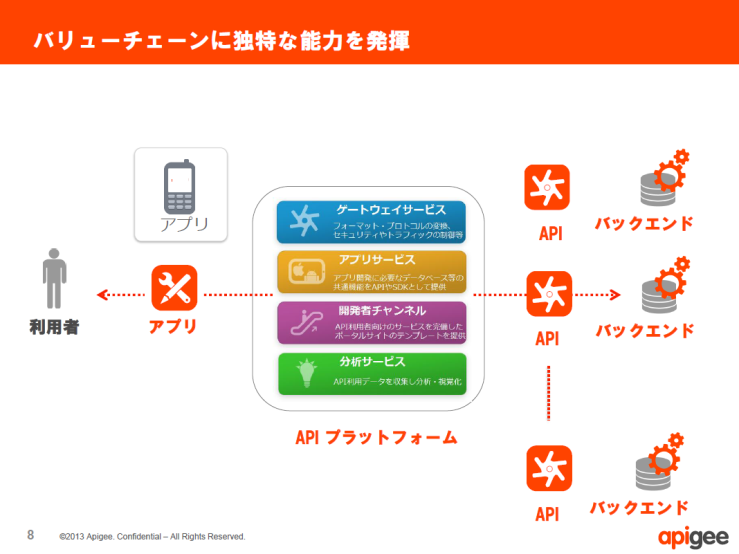 バリューチェーンに独特な能力を発揮
アプリ
利用者
アプリ
ゲートウェイサービス
フォーマット・プロトコルの変換、
セキュリティやトラフィックの制御等
アプリサービス
アプリ開発に必要なデータベース等の
共通機能をAPIやSDKとして提供
開発者チャンネル
API利用者向けのサービスを完備した
ポータルサイトのテンプレートを提供
分析サービス
API利用データを収集し分析・視覚化
API プラットフォーム
API
バックエンド
API
バックエンド
API
バックエンド
8
©2013 Apigee. Confidential – All Rights Reserved.
apigee